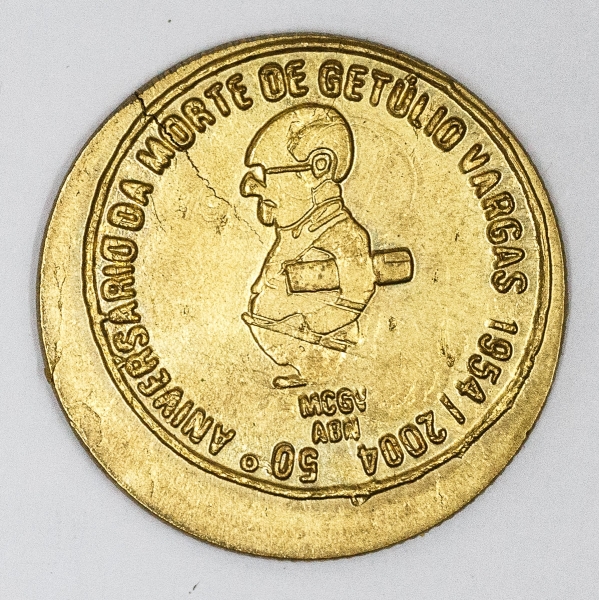 50º ANIVERSÁRIO DA MORTE DE GETÚLIO VARGAS 1954 / 2004
MCGV
ABN